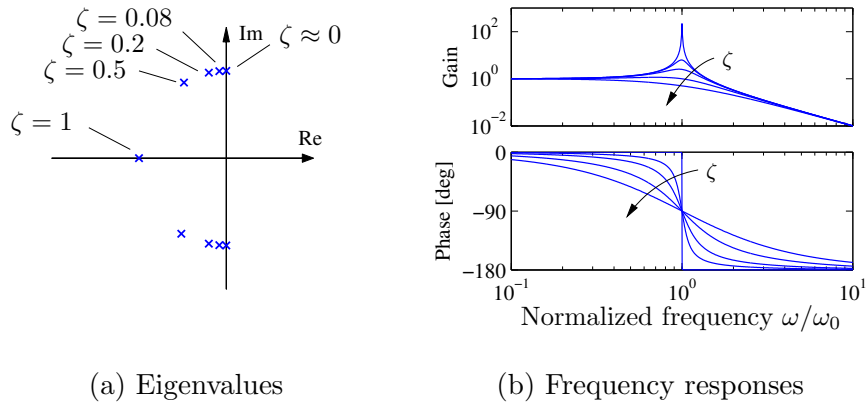 Im
ζ = 0.08
ζ = 0.2
ζ = 0.5
ζ ≈ 0
ζ = 1
Re
(a) Eigenvalues
10^2
10^0
10^−2
Gain
ζ
0
−90
−180
Phase [deg]
ζ
10^−1
10^0
10^1
Normalized frequency ω/ω_0
(b) Frequency responses